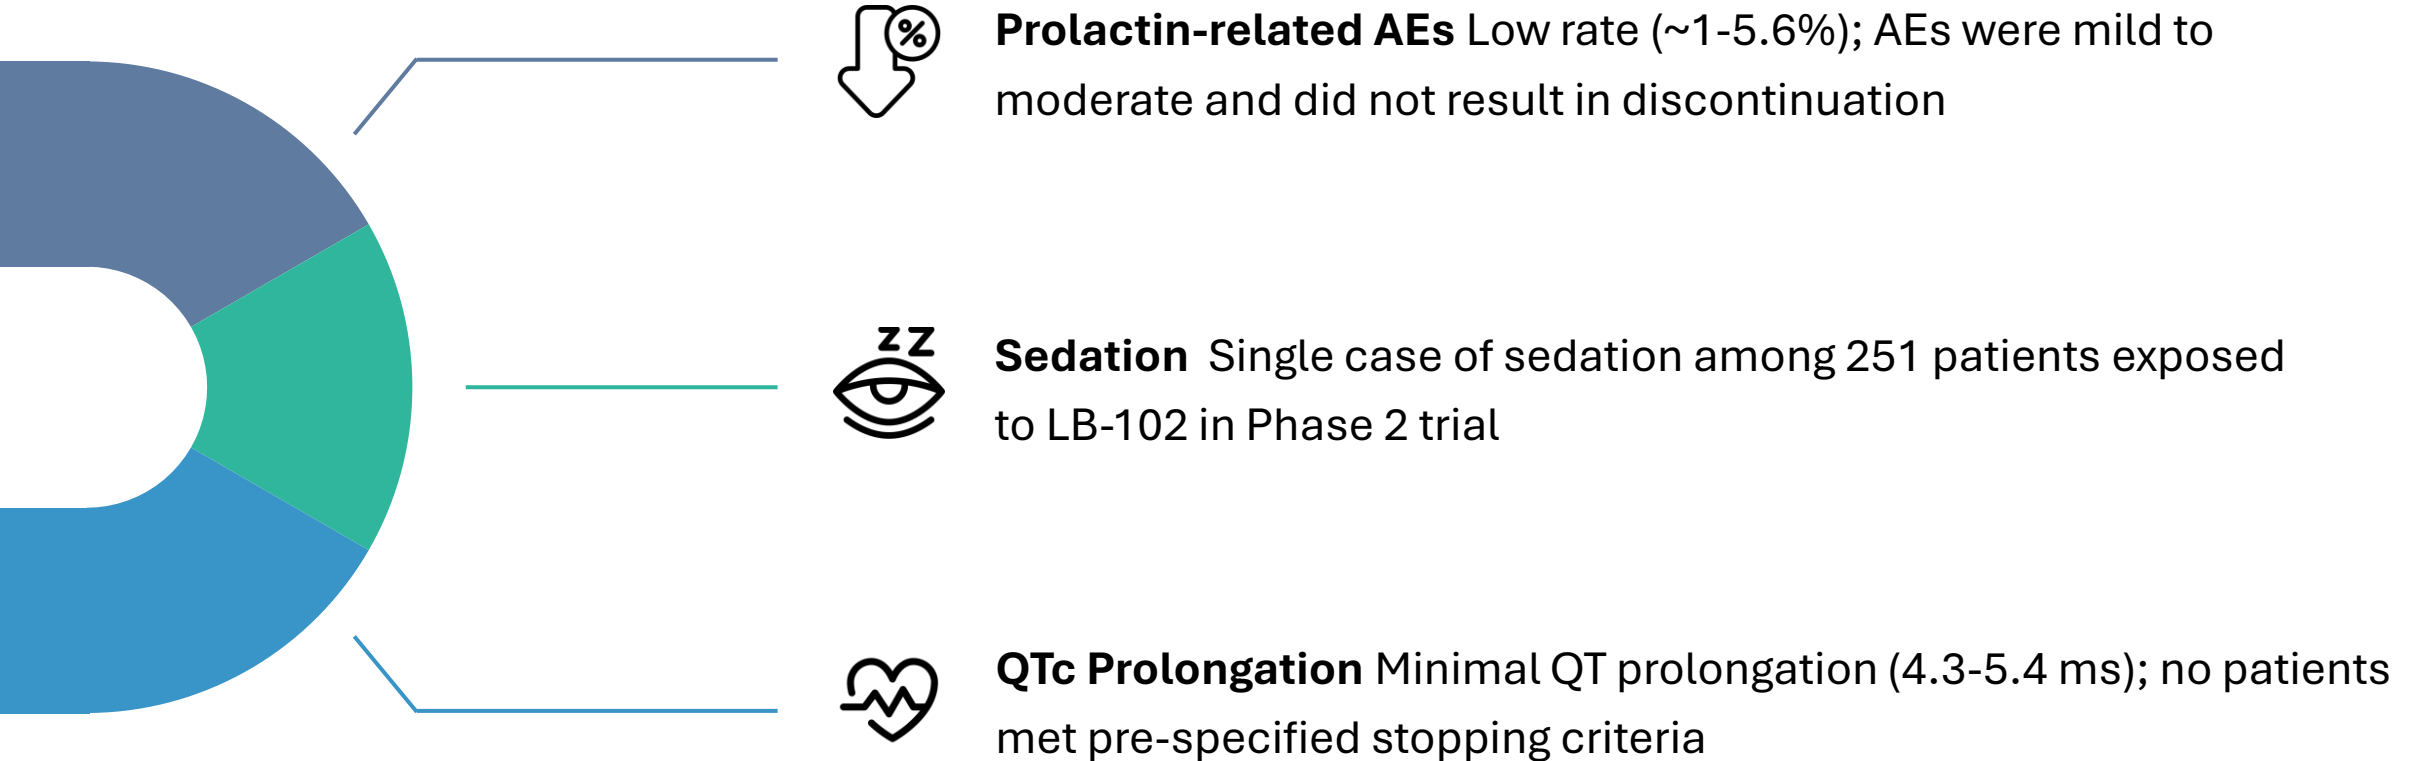 %
Prolactin-related AEs Low rate (~1-5.6%); AEs were mild to
moderate and did not result in discontinuation
zZ
Sedation  Single case of sedation among 251 patients exposed
to LB-102 in Phase 2 trial
QTc Prolongation Minimal QT prolongation (4.3-5.4 ms); no patients
met pre-specified stopping criteria